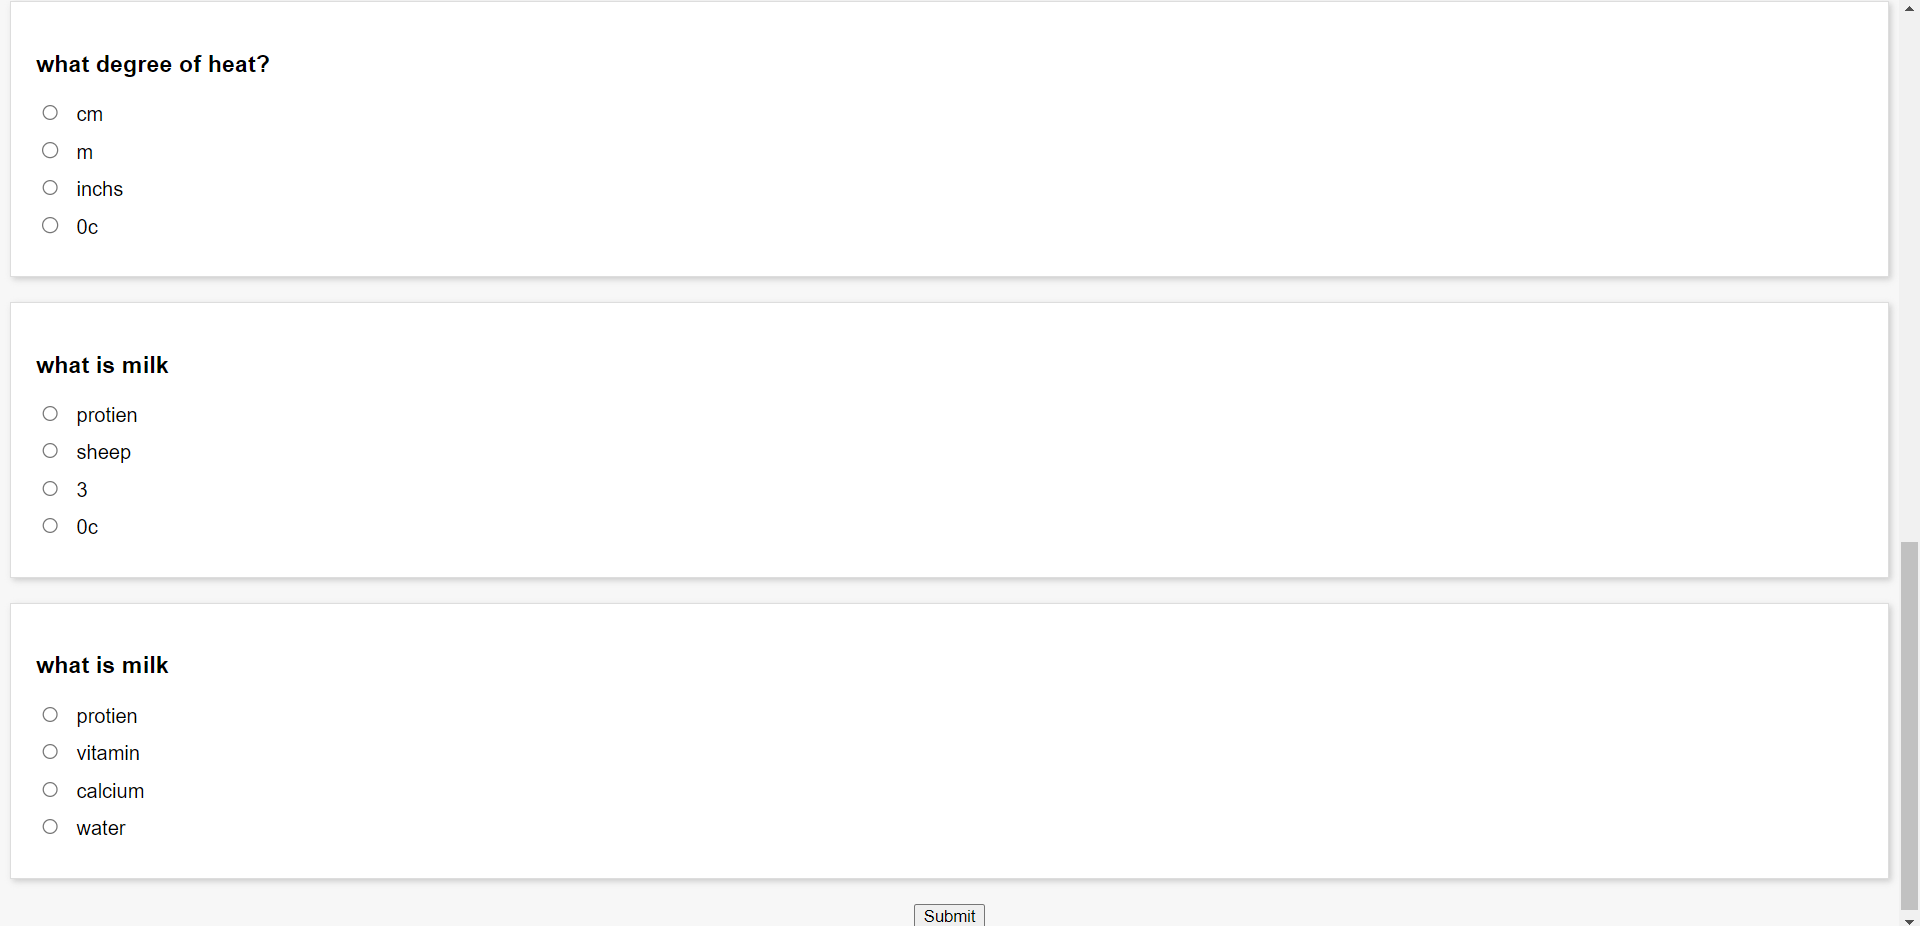 what degree of heat?
cm
m
inchs
0c
what is milk
protien
sheep
3
0c
what is milk
protien
vitamin
calcium
water
Submit